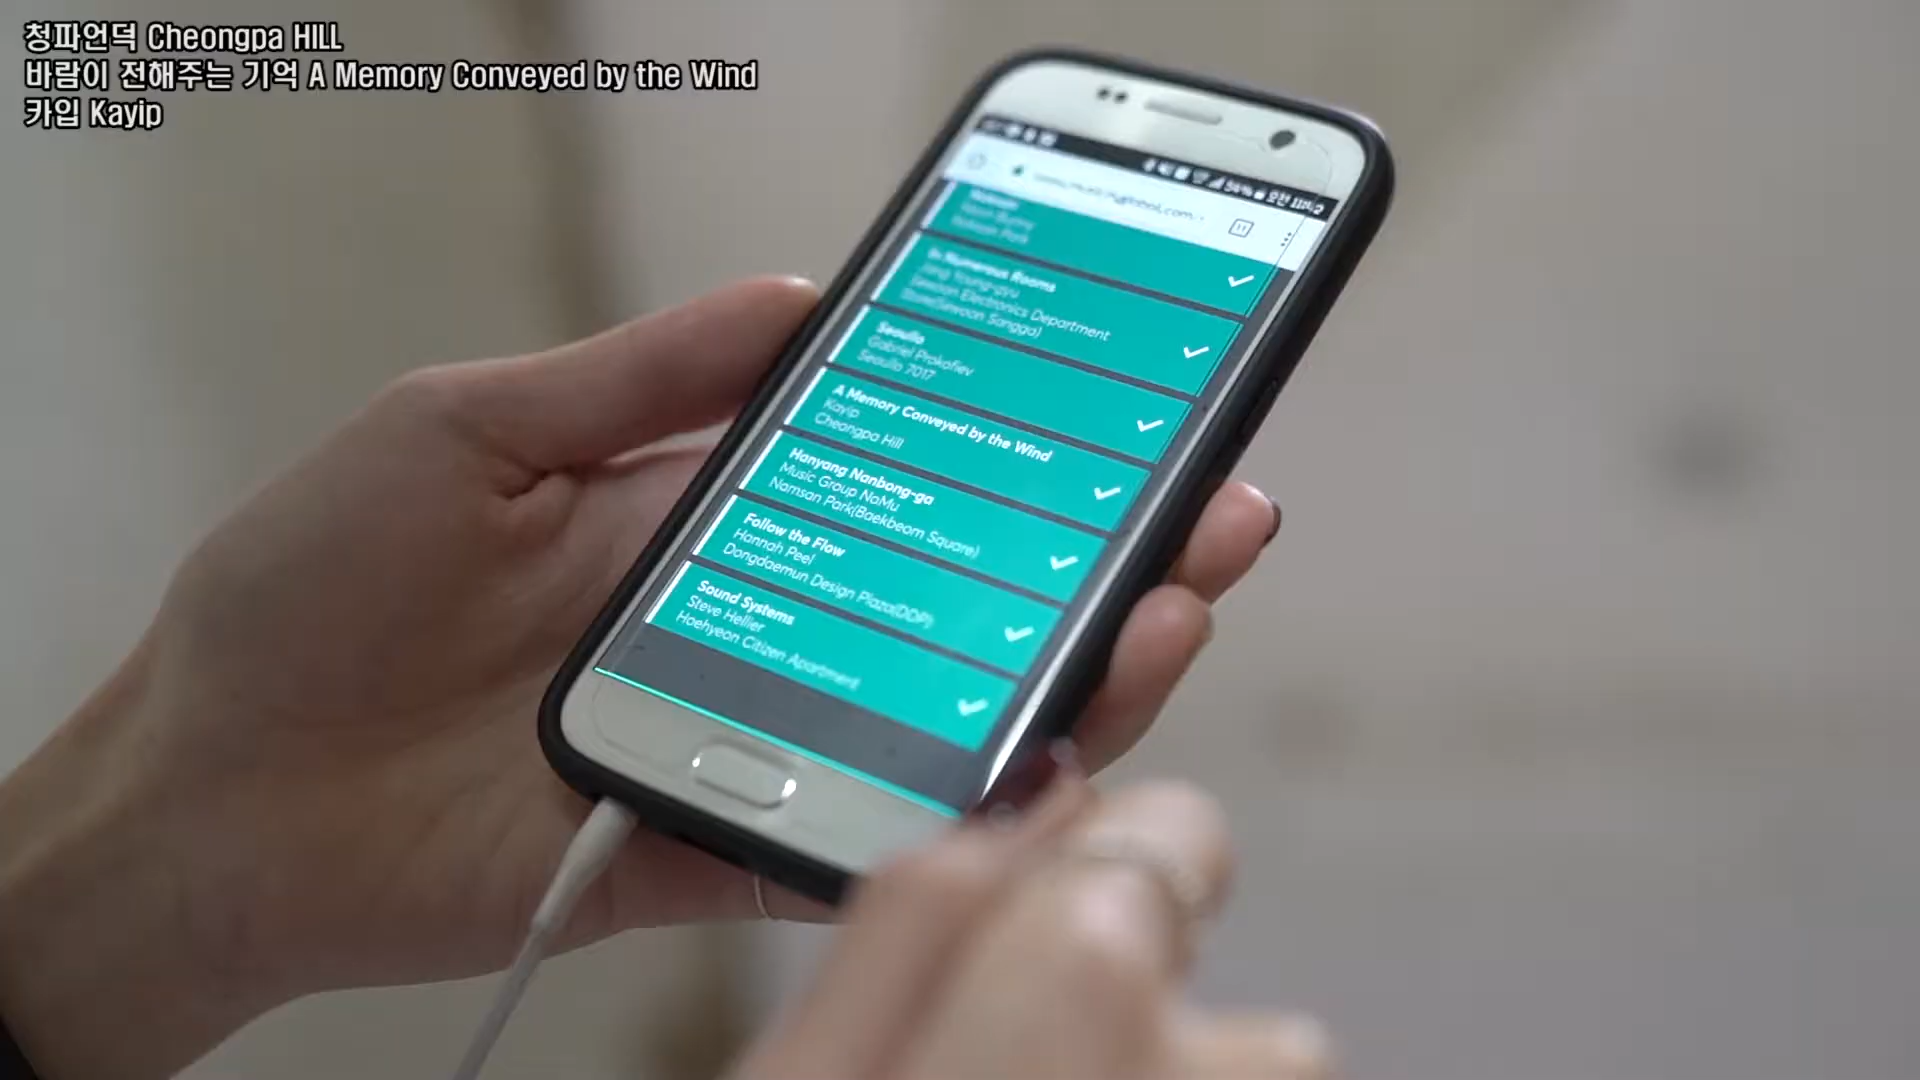 청파언덕 Cheongpa HILL
바람이 전해주는 기억 A Memory Conveyed by the Wind
카입 Kayip
54%
In Numerous Rooms
Jang Young-gyu
Sewoon Electronics Department
Store(Sewoon Sangga)
Seoullo
Gabriel Prokofiev
Seoullo 7017
A Memory Conveyed by the Wind
Kayip
Cheongpa Hill
Hanyang Nanbong-ga
Music Group NaMu
Namsan Park(Baekbeom Square)
Follow the Flow
Hannah Peel
Dongdaemun Design Plaza(DDP)
Sound Systems
Steve Hellier
Hoehyeon Citizen Apartment